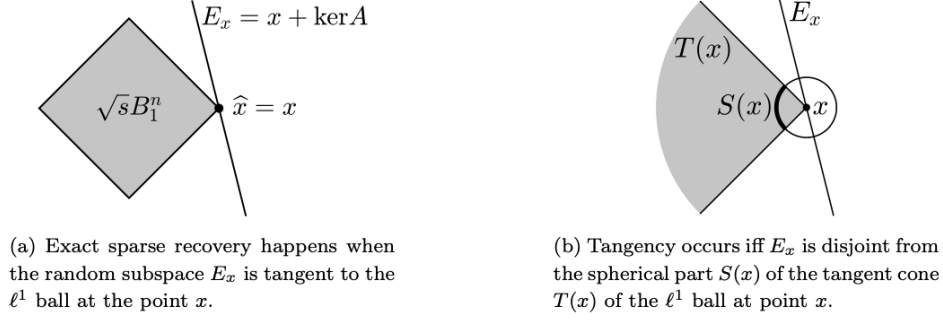 E_x = x + kerA
√sB_1^n
x̂ = x
E_x
T(x)
S(x)
x
(a) Exact sparse recovery happens when
the random subspace E_x is tangent to the
ℓ^1 ball at the point x.
(b) Tangency occurs iff E_x is disjoint from
the spherical part S(x) of the tangent cone
T(x) of the ℓ^1 ball at point x.